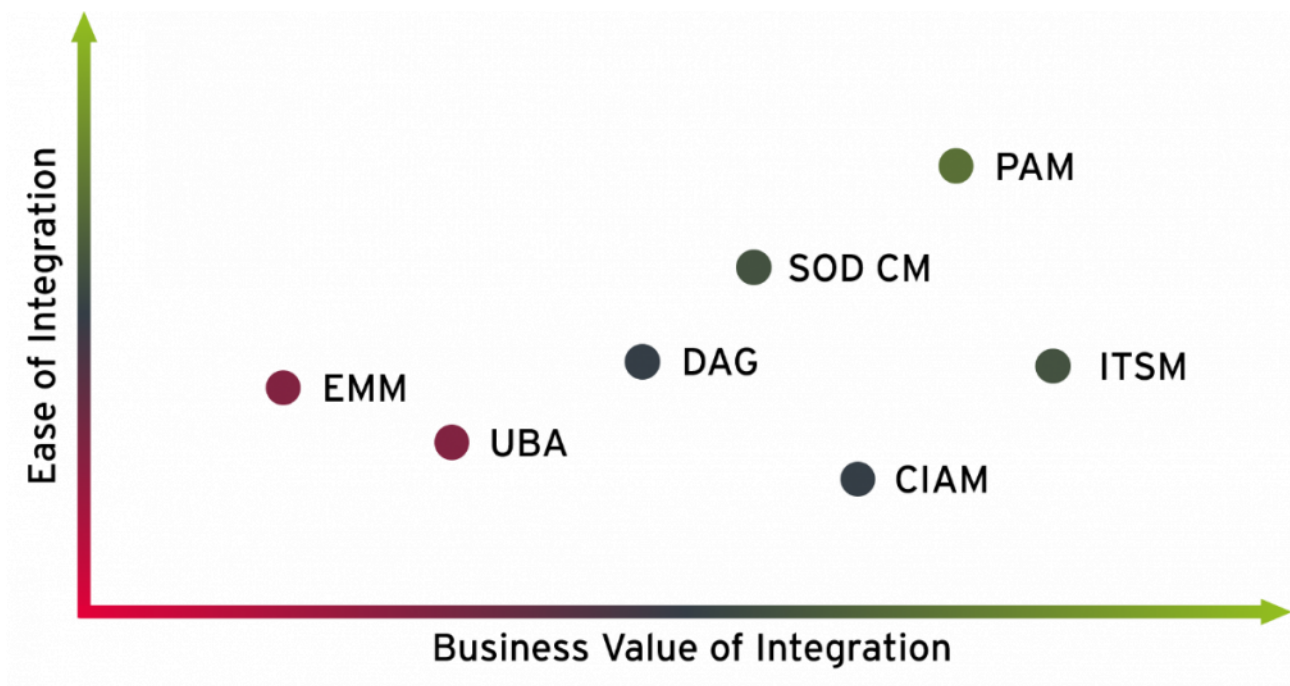 Ease of Integration
PAM
SOD CM
DAG
ITSM
EMM
UBA
CIAM
Business Value of Integration